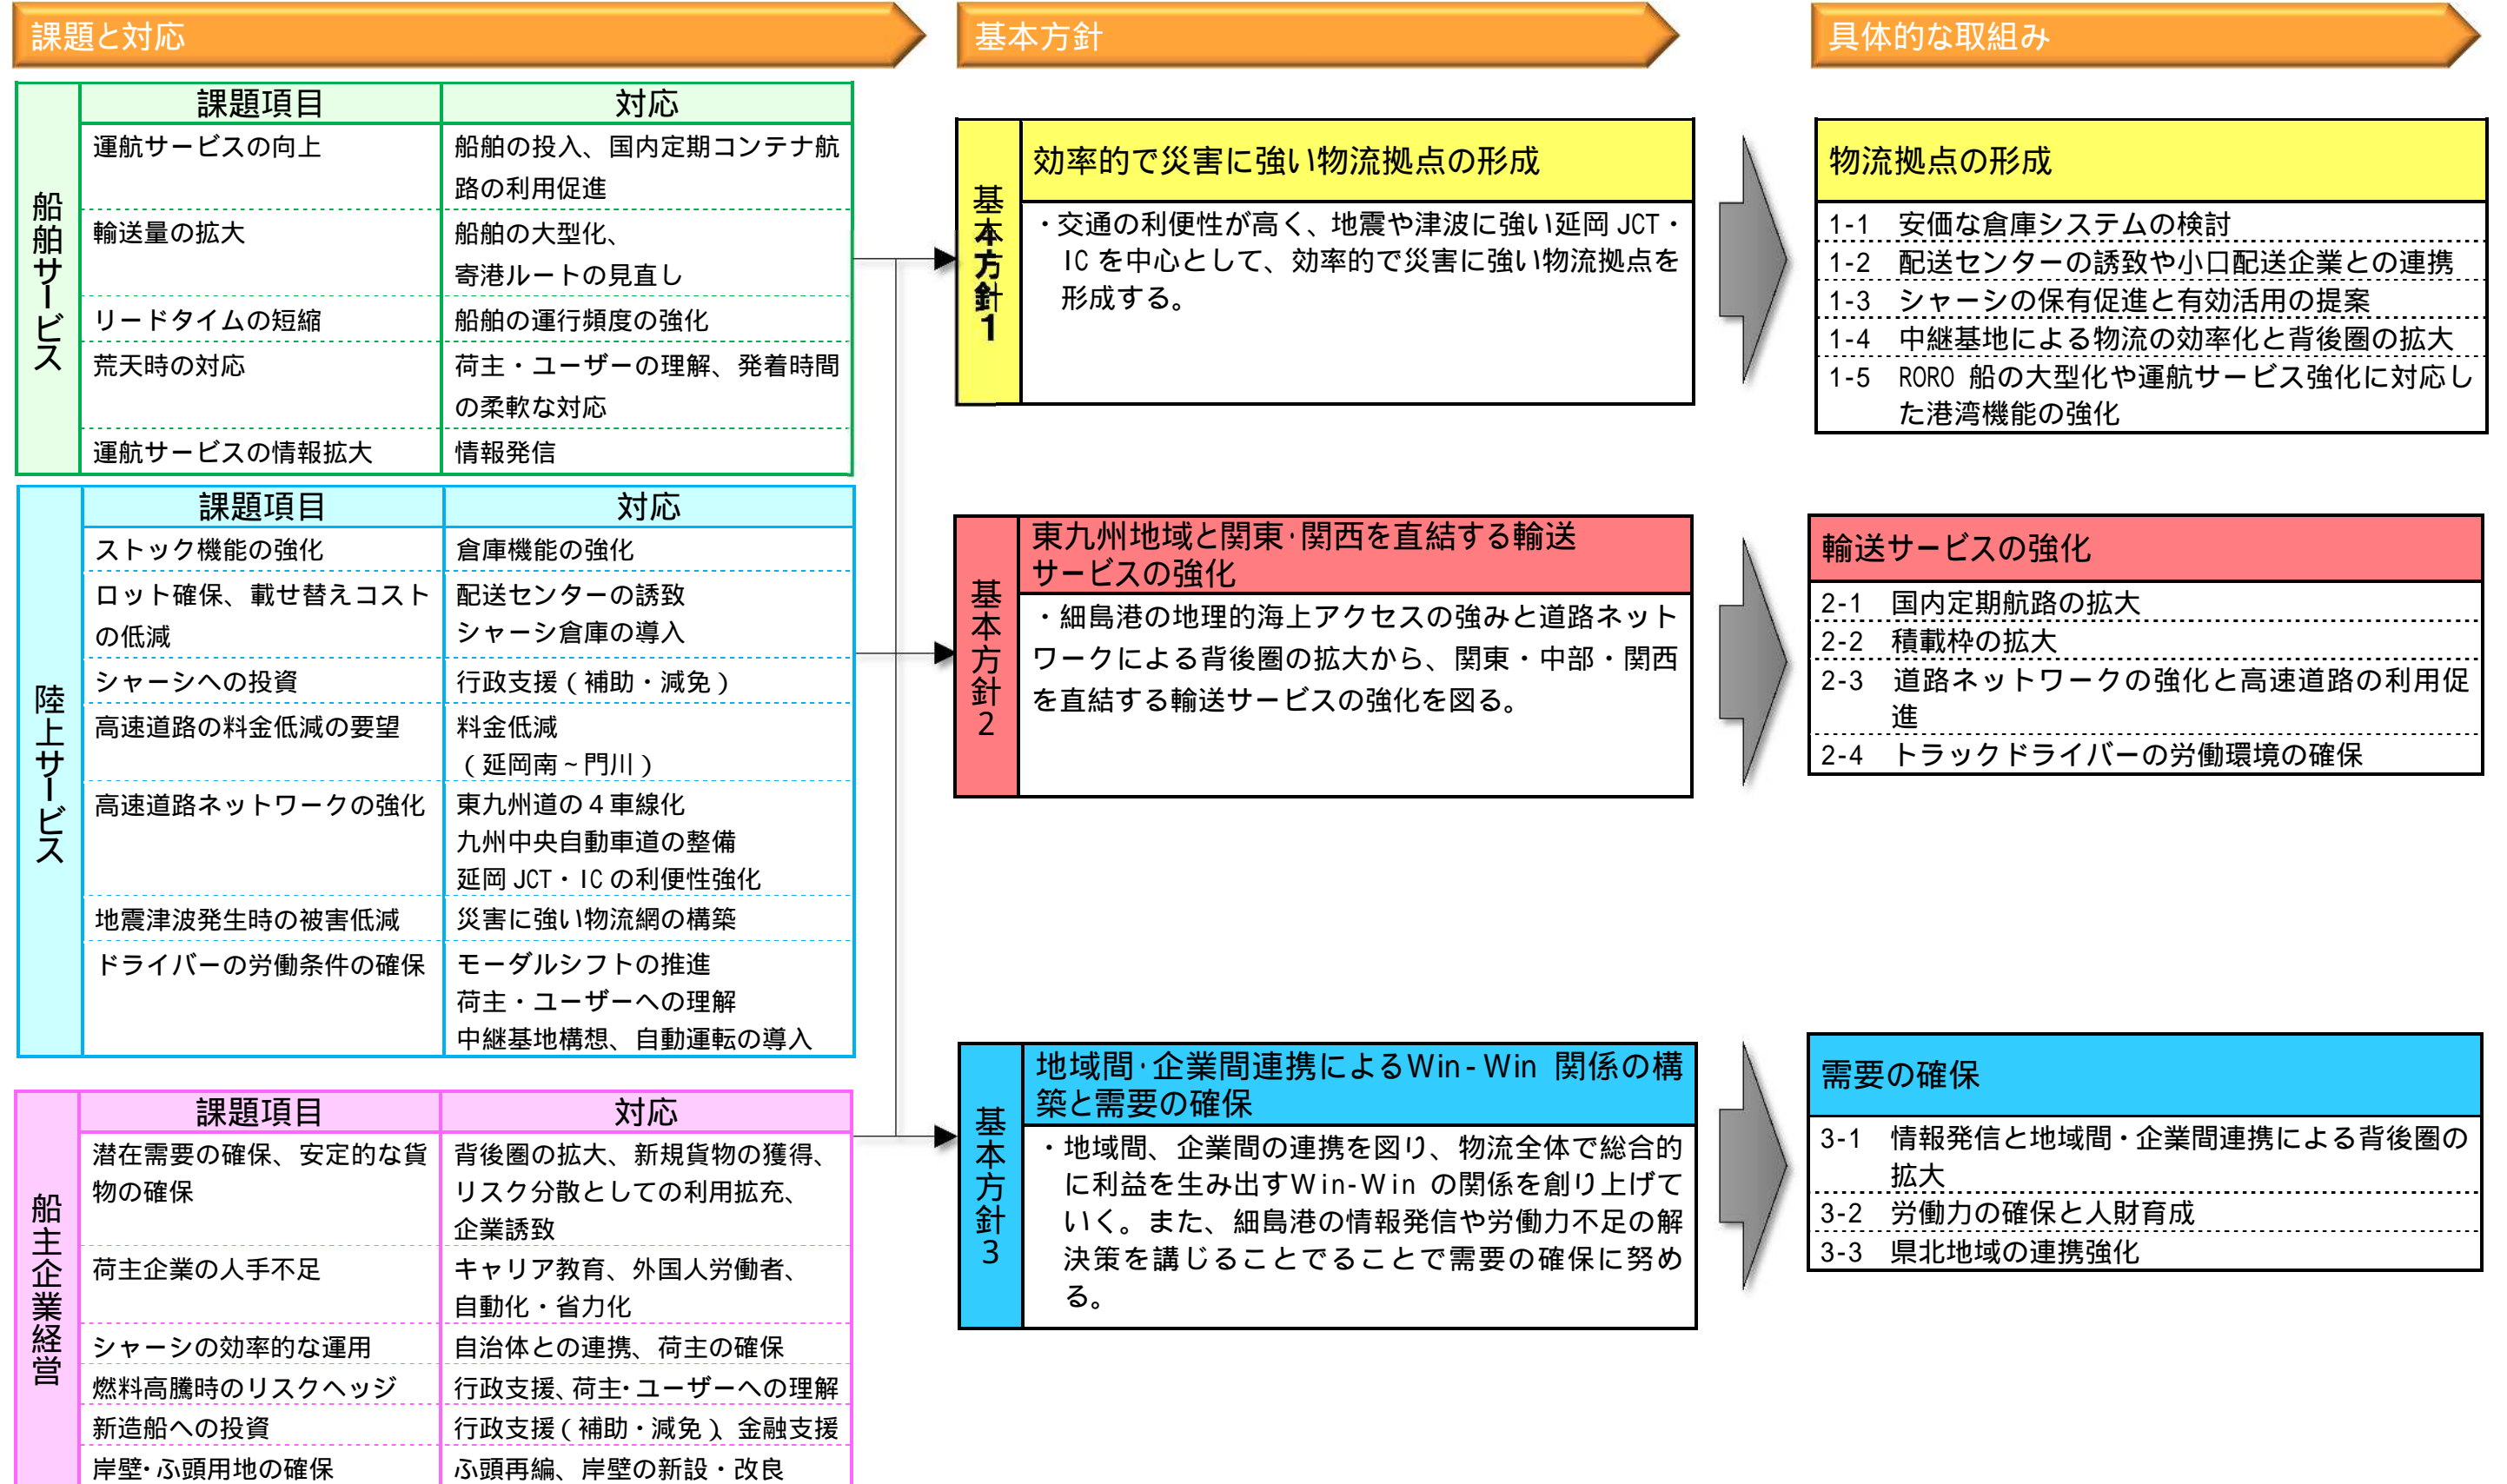 課題と対応
基本方針
具体的な取組み
船舶サービス
課題項目
対応
運航サービスの向上
船舶の投入、国内定期コンテナ航
路の利用促進
輸送量の拡大
船舶の大型化、
寄港ルートの見直し
リードタイムの短縮
船舶の運行頻度の強化
荒天時の対応
荷主・ユーザーの理解、発着時間
の柔軟な対応
運航サービスの情報拡大
情報発信
陸上サービス
課題項目
対応
ストック機能の強化
倉庫機能の強化
ロット確保、載せ替えコスト
の低減
配送センターの誘致
シャーシ倉庫の導入
シャーシへの投資
行政支援(補助・減免)
高速道路の料金低減の要望
料金低減
(延岡南~門川)
高速道路ネットワークの強化
東九州道の4車線化
九州中央自動車道の整備
延岡 JCT・IC の利便性強化
地震津波発生時の被害低減
災害に強い物流網の構築
ドライバーの労働条件の確保
モーダルシフトの推進
荷主・ユーザーへの理解
中継基地構想、自動運転の導入
船主企業経営
課題項目
対応
潜在需要の確保、安定的な貨
物の確保
背後圏の拡大、新規貨物の獲得、
リスク分散としての利用拡充、
企業誘致
荷主企業の人手不足
キャリア教育、外国人労働者、
自動化・省力化
シャーシの効率的な運用
自治体との連携、荷主の確保
燃料高騰時のリスクヘッジ
行政支援、荷主・ユーザーへの理解
新造船への投資
行政支援(補助・減免)、金融支援
岸壁・ふ頭用地の確保
ふ頭再編、岸壁の新設・改良
基本方針1
効率的で災害に強い物流拠点の形成
・交通の利便性が高く、地震や津波に強い延岡 JCT・
IC を中心として、効率的で災害に強い物流拠点を
形成する。
基本方針2
東九州地域と関東・関西を直結する輸送
サービスの強化
・細島港の地理的海上アクセスの強みと道路ネット
ワークによる背後圏の拡大から、関東・中部・関西
を直結する輸送サービスの強化を図る。
基本方針3
地域間・企業間連携によるWin-Win 関係の構
築と需要の確保
・地域間、企業間の連携を図り、物流全体で総合的
に利益を生み出すWin-Win の関係を創り上げて
いく。また、細島港の情報発信や労働力不足の解
決策を講じることでることで需要の確保に努め
る。
物流拠点の形成
1-1 安価な倉庫システムの検討
1-2 配送センターの誘致や小口配送企業との連携
1-3 シャーシの保有促進と有効活用の提案
1-4 中継基地による物流の効率化と背後圏の拡大
1-5 RORO 船の大型化や運航サービス強化に対応し
た港湾機能の強化
輸送サービスの強化
2-1 国内定期航路の拡大
2-2 積載枠の拡大
2-3 道路ネットワークの強化と高速道路の利用促
進
2-4 トラックドライバーの労働環境の確保
需要の確保
3-1 情報発信と地域間・企業間連携による背後圏の
拡大
3-2 労働力の確保と人財育成
3-3 県北地域の連携強化